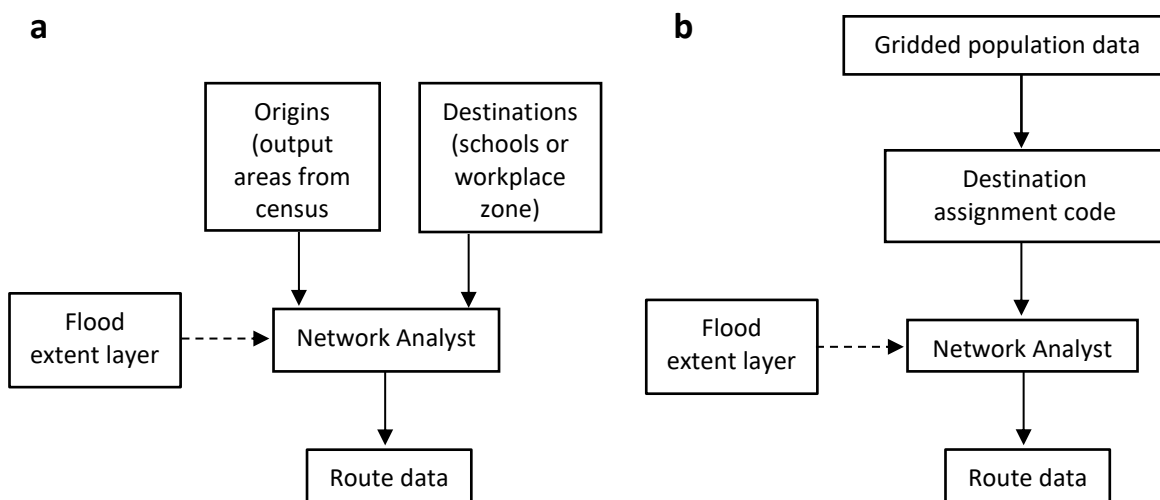 a
Origins
(output
areas from
census
Destinations
(schools or
workplace
zone)
Flood
extent layer
Network Analyst
Route data
b
Gridded population data
Destination
assignment code
Flood
extent layer
Network Analyst
Route data